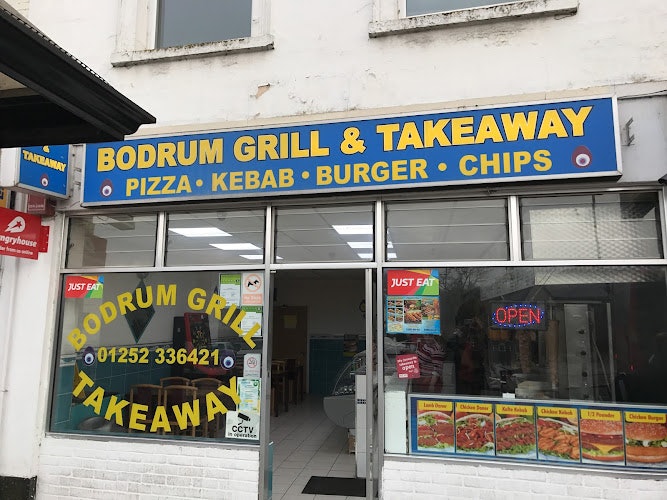 BODRUM GRILL & TAKEAWAY
PIZZA • KEBAB • BURGER • CHIPS
&
TAKEAWAY
hungryhouse
JUST EAT
BODRUM GRILL
01252 336421
TAKEAWAY
CCTV
in operation
JUST EAT
OPEN
open
Lamb Doner
Chicken Doner
Kofte Kebab
Chicken Kebab
1/2 Pounder
Chicken Burger